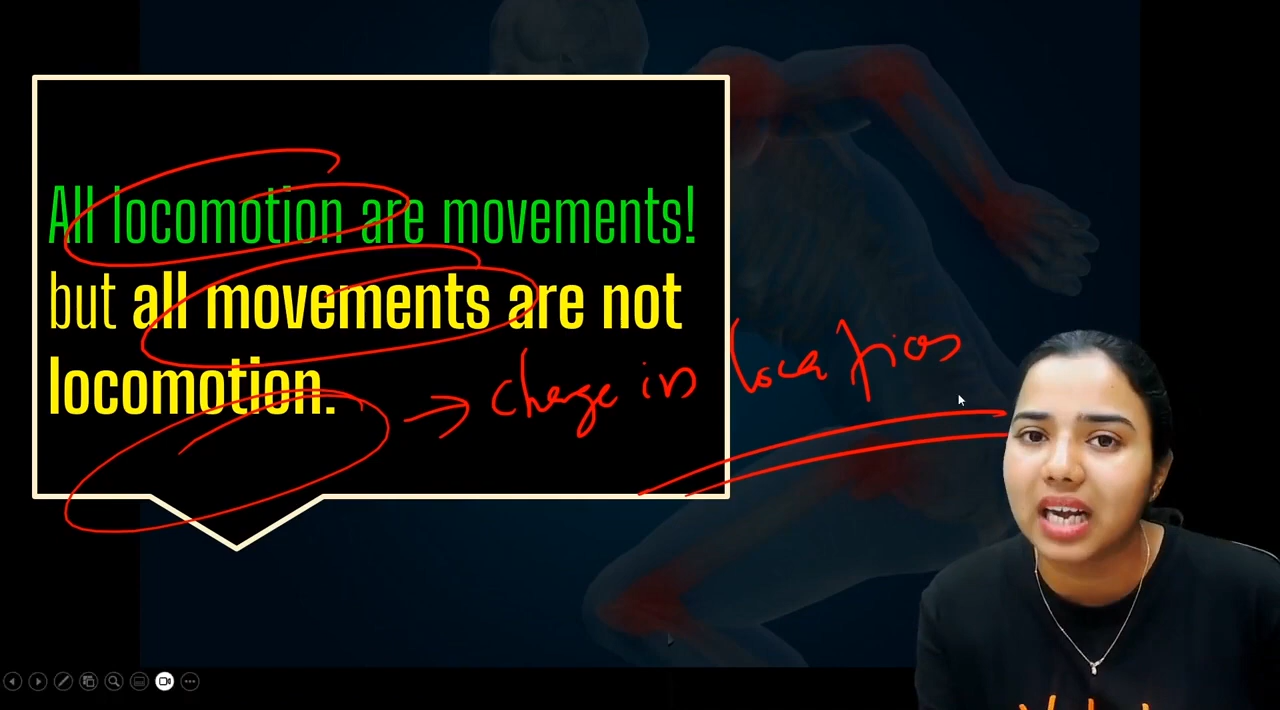 All locomotion are movements!
but all movements are not
locomotion.
→ change in location